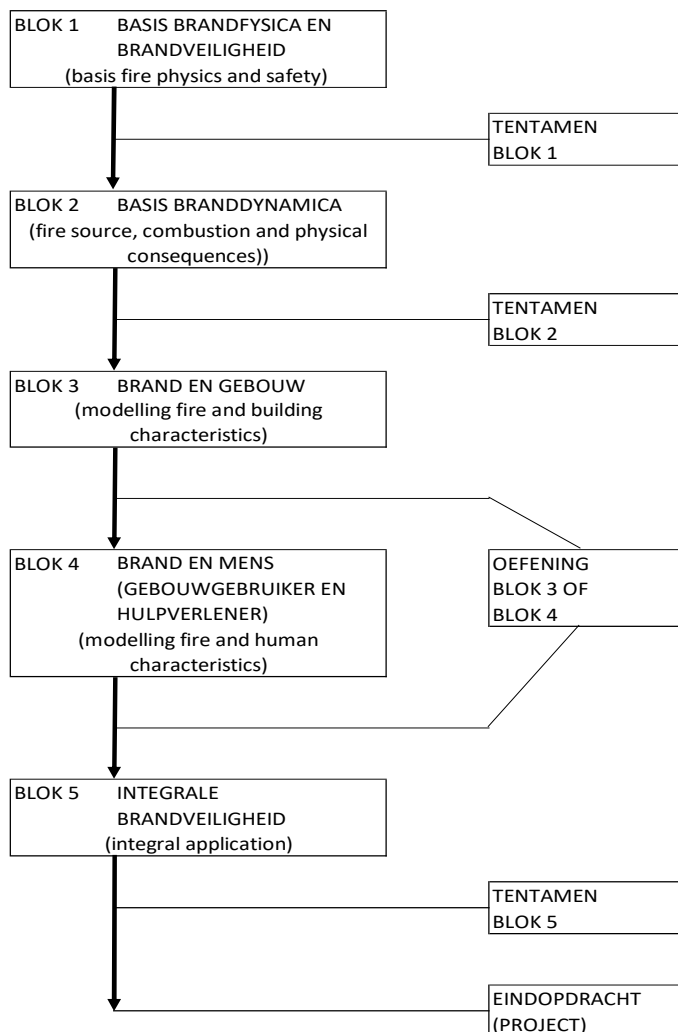 BLOK 1 BASIS BRANDFYSICA EN
BRANDVEILIGHEID
(basis fire physics and safety)
TENTAMEN
BLOK 1
BLOK 2 BASIS BRANDDYNAMICA
(fire source, combustion and physical
consequences))
TENTAMEN
BLOK 2
BLOK 3 BRAND EN GEBOUW
(modelling fire and building
characteristics)
BLOK 4 BRAND EN MENS
(GEBOUWGEBRUIKER EN
HULPVERLENER)
(modelling fire and human
characteristics)
OEFENING
BLOK 3 OF
BLOK 4
BLOK 5 INTEGRALE
BRANDVEILIGHEID
(integral application)
TENTAMEN
BLOK 5
EINDOPDRACHT
(PROJECT)